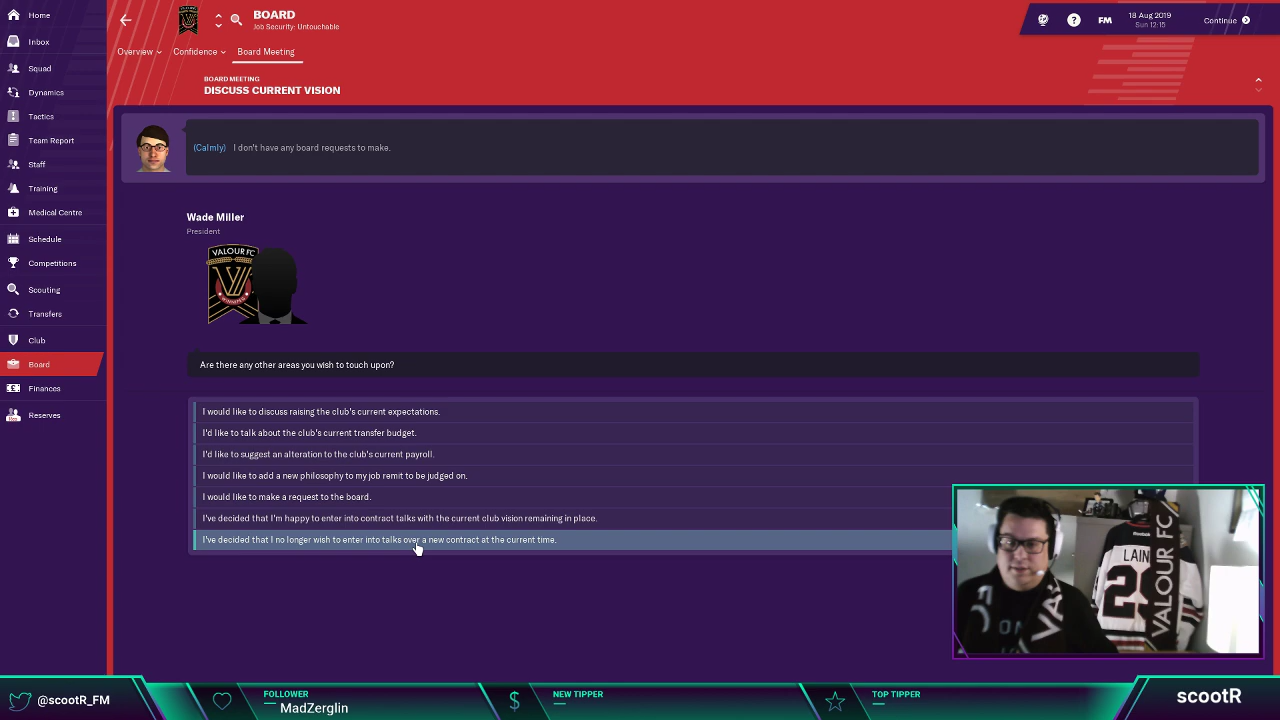 Home
Inbox
Squad
Dynamics
Tactics
Team Report
Staff
Training
Medical Centre
Schedule
Competitions
Scouting
Transfers
Club
Board
Finances
Reserves
BOARD
Job Security: Untouchable
FM
18 Aug 2019
Sun 12:15
Continue
Overview
Confidence
Board Meeting
BOARD MEETING
DISCUSS CURRENT VISION
(Calmly) I don't have any board requests to make.
Wade Miller
President
VALOUR FC
WINNIPEG
Are there any other areas you wish to touch upon?
I would like to discuss raising the club's current expectations.
I'd like to talk about the club's current transfer budget.
I'd like to suggest an alteration to the club's current payroll.
I would like to add a new philosophy to my job remit to be judged on.
I would like to make a request to the board.
I've decided that I'm happy to enter into contract talks with the current club vision remaining in place.
I've decided that I no longer wish to enter into talks over a new contract at the current time.
LAIN
2
VALOUR FC
@scootR_FM
FOLLOWER
MadZerglin
NEW TIPPER
TOP TIPPER
scootR